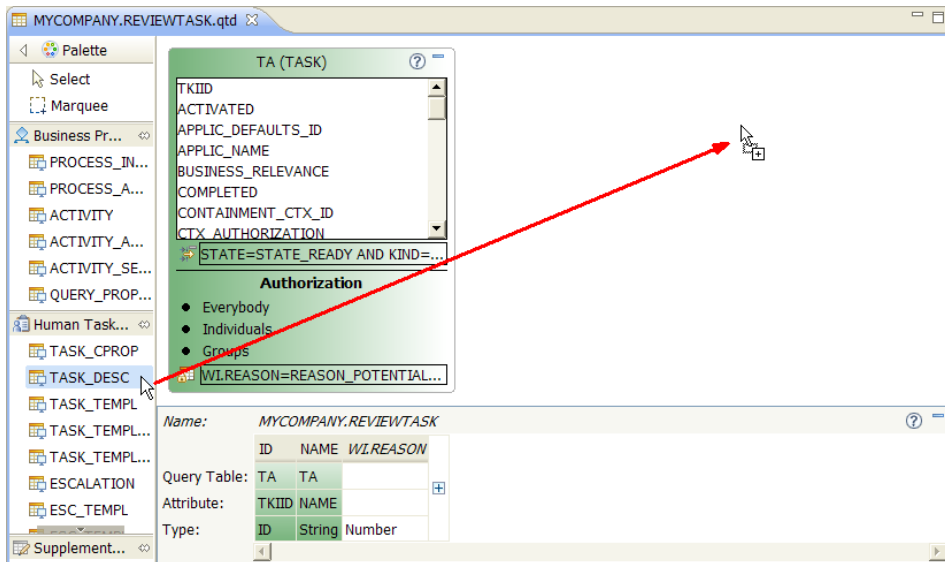 MYCOMPANY.REVIEWTASK.qtd
Palette
Select
Marquee
Business Pr...
PROCESS_IN...
PROCESS_A...
ACTIVITY
ACTIVITY_A...
ACTIVITY_SE...
QUERY_PROP...
Human Task...
TASK_CPROP
TASK_DESC
TASK_TEMPL
TASK_TEMPL...
TASK_TEMPL...
ESCALATION
ESC_TEMPL
Supplement...
TA (TASK)
TKIID
ACTIVATED
APPLIC_DEFAULTS_ID
APPLIC_NAME
BUSINESS_RELEVANCE
COMPLETED
CONTAINMENT_CTX_ID
CTX_AUTHORIZATION
STATE=STATE_READY AND KIND=...
Authorization
Everybody
Individuals
Groups
WI.REASON=REASON_POTENTIAL...
Name: MYCOMPANY.REVIEWTASK
ID NAME WI.REASON
Query Table: TA TA
Attribute: TKIID NAME
Type: ID String Number